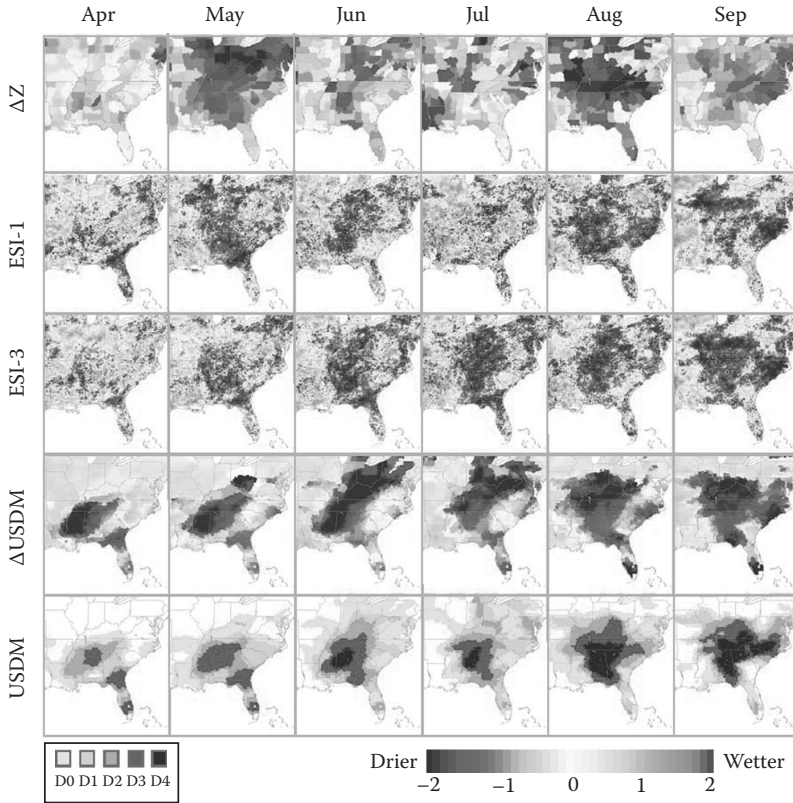 Apr May Jun Jul Aug Sep
ΔZ
ESI-1
ESI-3
ΔUSDM
USDM
D0 D1 D2 D3 D4
Drier Wetter
−2 −1 0 1 2